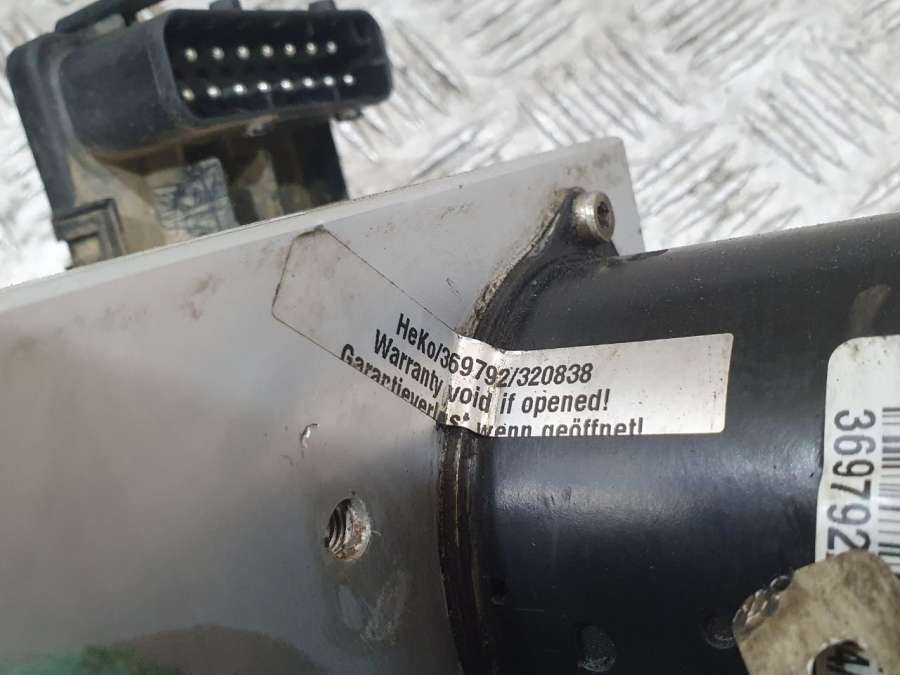 HeKo/369792/320838
Warranty void if opened!
Garantieverlust wenn geöffnet!
369792